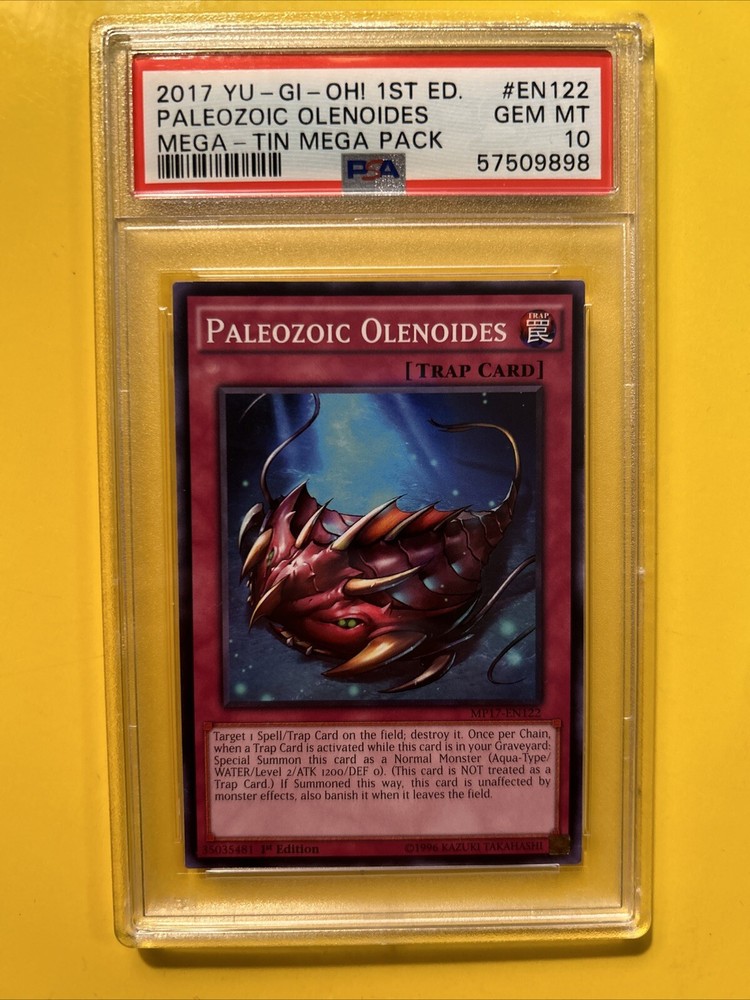 2017 YU-GI-OH! 1ST ED. #EN122
PALEOZOIC OLENOIDES GEM MT
MEGA-TIN MEGA PACK 10
PSA 57509898
PALEOZOIC OLENOIDES
TRAP
罠
[TRAP CARD]
MP17-EN122
Target 1 Spell/Trap Card on the field; destroy it. Once per Chain,
when a Trap Card is activated while this card is in your Graveyard:
Special Summon this card as a Normal Monster (Aqua-Type/
WATER/Level 2/ATK 1200/DEF 0). (This card is NOT treated as a
Trap Card.) If Summoned this way, this card is unaffected by
monster effects, also banish it when it leaves the field.
35035481 1st Edition ©1996 KAZUKI TAKAHASHI